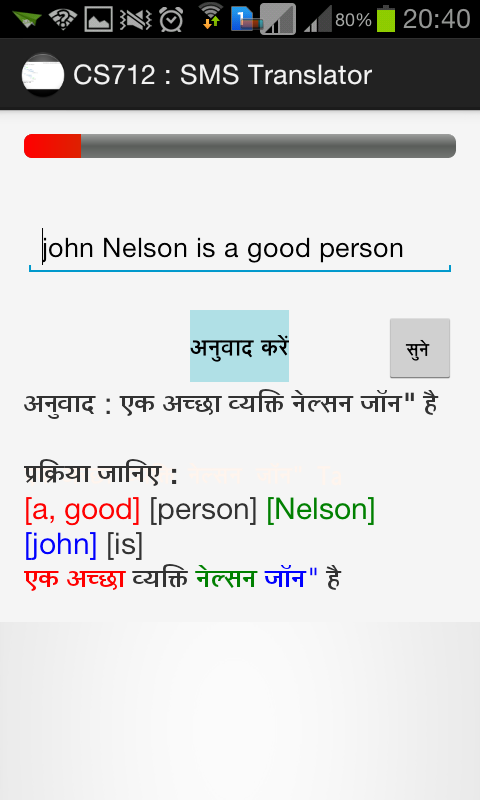 80% 20:40
CS712 : SMS Translator
john Nelson is a good person
अनुवाद करें
सुने
अनुवाद : एक अच्छा व्यक्ति नेल्सन जॉन" है
प्रक्रिया जानिए :
[a, good] [person] [Nelson]
[john] [is]
एक अच्छा व्यक्ति नेल्सन जॉन" है